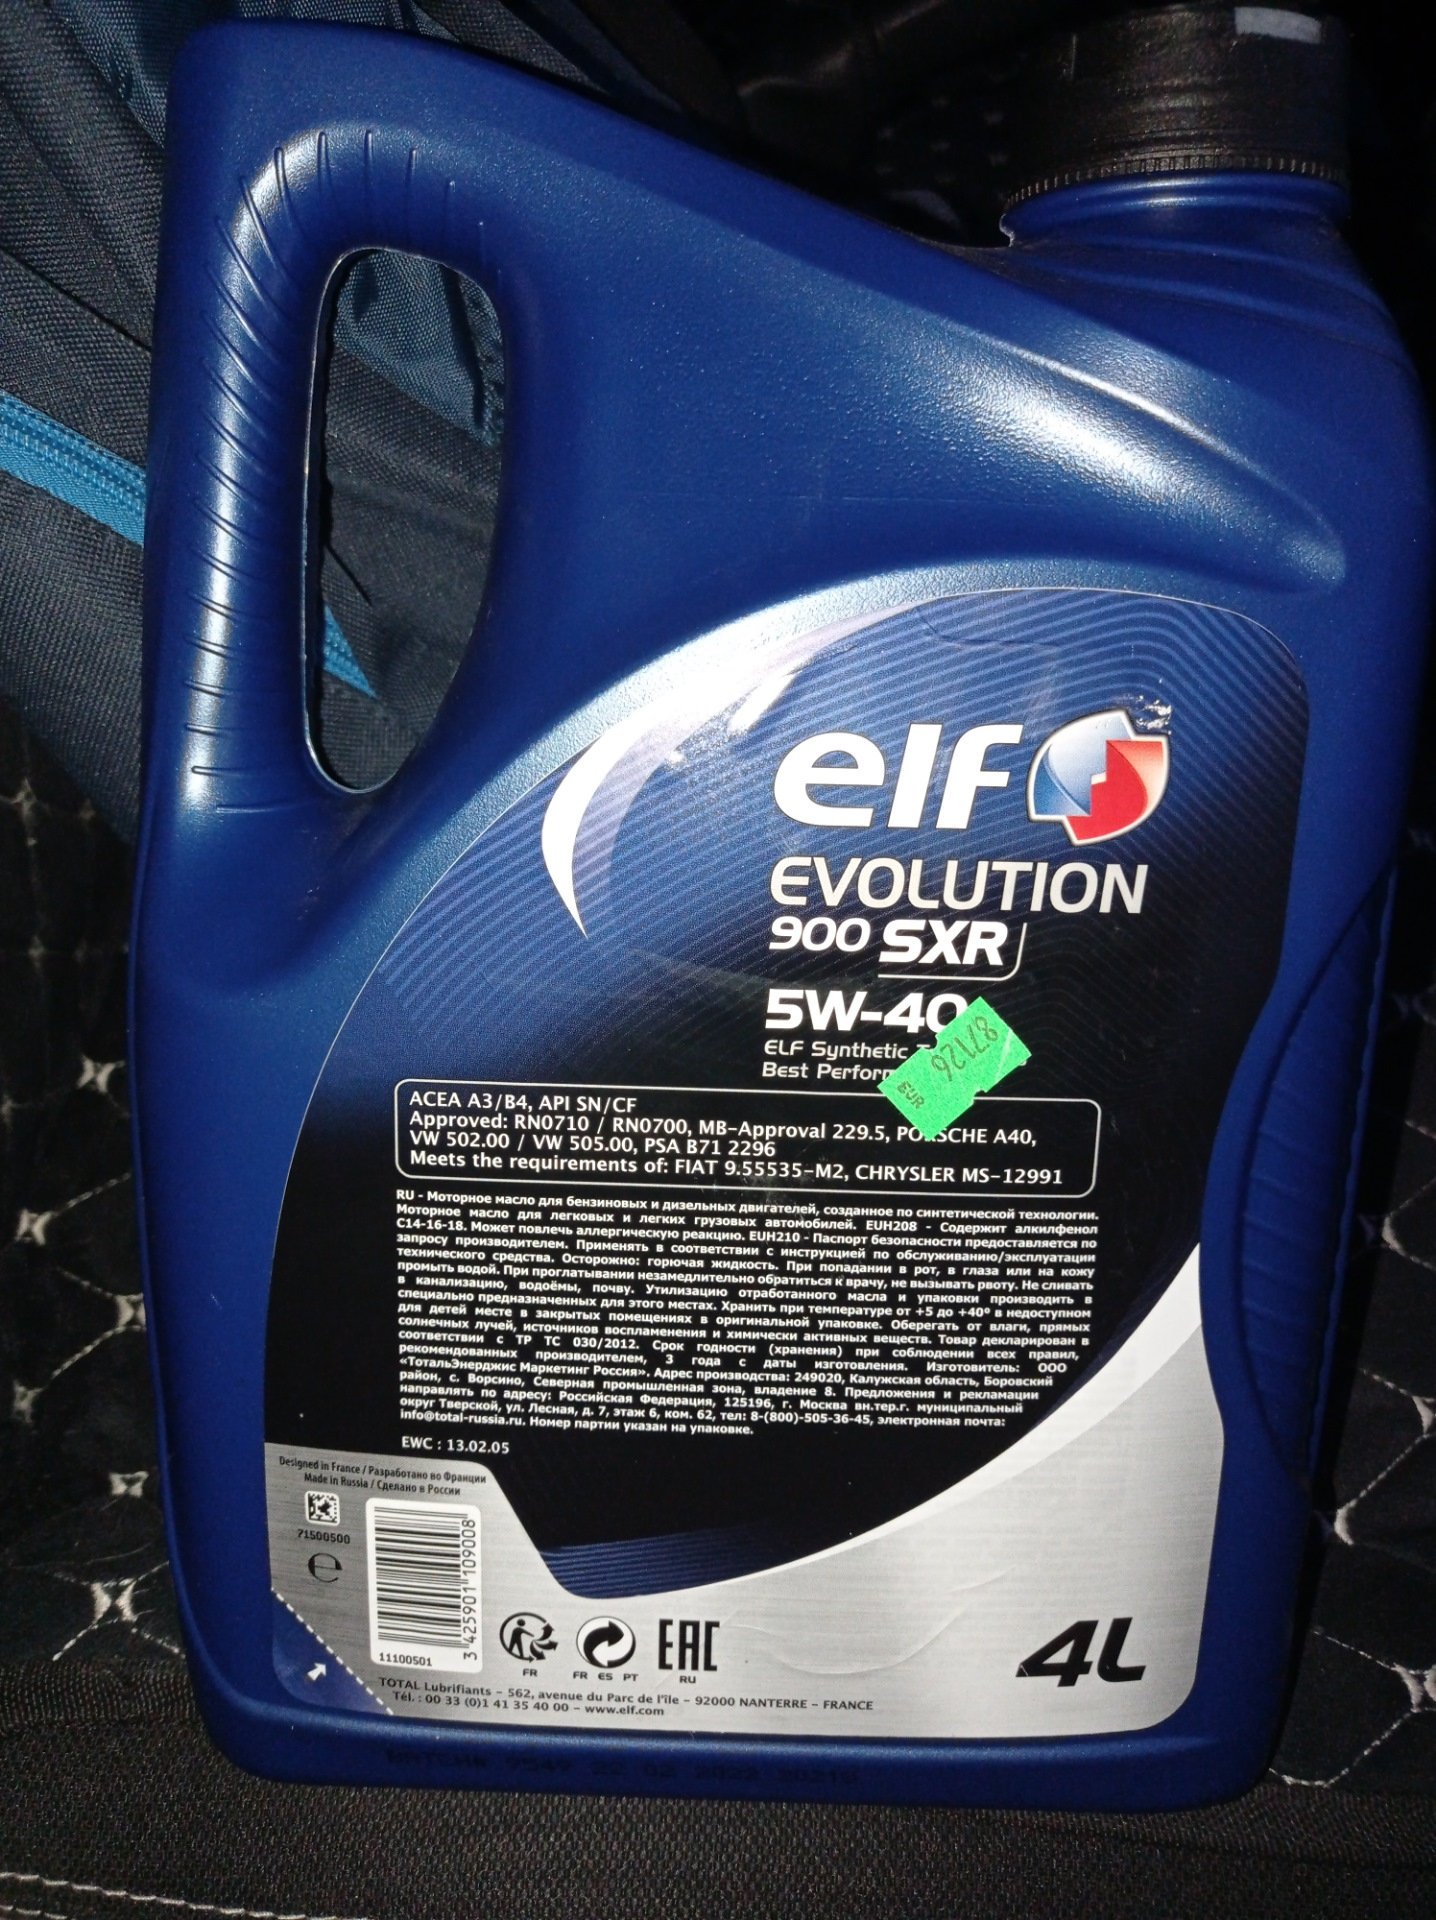 elf
EVOLUTION
900 SXR
5W-40
ELF Synthetic
Best
87126
EUR
ACEA A3/B4, API SN/CF
Approved: RN0710 / RN0700, MB-Approval 229.5, PORSCHE A40,
VW 502.00 / VW 505.00, PSA B71 2296
Meets the requirements of: FIAT 9.55535-M2, CHRYSLER MS-12991
RU - Моторное масло для бензиновых и дизельных двигателей, созданное по синтетической технологии.
Моторное масло для легковых и легких грузовых автомобилей. EUH208 - Содержит алкилфенол
C14-16-18. Может повлечь аллергическую реакцию. EUH210 - Паспорт безопасности предоставляется по
запросу производителем. Применять в соответствии с инструкцией по обслуживанию/эксплуатации
технического средства. Осторожно: горючая жидкость. При попадании в рот, в глаза или на кожу
промыть водой. При проглатывании незамедлительно обратиться к врачу, не вызывать рвоту. Не сливать
в канализацию, водоёмы, почву. Утилизацию отработанного масла и упаковки производить в
специально предназначенных для этого местах. Хранить при температуре от +5 до +40º в недоступном
для детей месте в закрытых помещениях в оригинальной упаковке. Оберегать от влаги, прямых
солнечных лучей, источников воспламенения и химически активных веществ. Товар декларирован в
соответствии с ТР ТС 030/2012. Срок годности (хранения) при соблюдении всех правил,
рекомендованных производителем, 3 года с даты изготовления. Изготовитель: ООО
«ТотальЭнерджис Маркетинг Россия». Адрес производства: 249020, Калужская область, Боровский
район, с. Ворсино, Северная промышленная зона, владение 8. Предложения и рекламации
направлять по адресу: Российская Федерация, 125196, г. Москва вн.тер.г. муниципальный
округ Тверской, ул. Лесная, д. 7, этаж 6, ком. 62, тел: 8-(800)-505-36-45, электронная почта:
info@total-russia.ru. Номер партии указан на упаковке.
EWC : 13.02.05
Designed in France / Разработано во Франции
Made in Russia / Сделано в России
71500500
e
3 425901 109008
11100501
FR
FR ES PT
EAC
RU
4L
TOTAL Lubrifiants - 562, avenue du Parc de l'île - 92000 NANTERRE - FRANCE
Tél. : 00 33 (0)1 41 35 40 00 - www.elf.com
22 02 2022